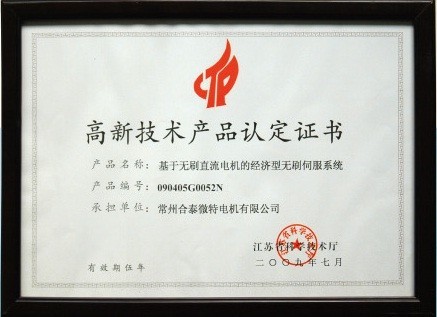 高新技术产品认定证书
产品名称：基于无刷直流电机的经济型无刷伺服系统
产品编号：090405G0052N
承担单位：常州合泰微特电机有限公司
江苏省科学技术厅
二〇〇九年七月
有效期伍年